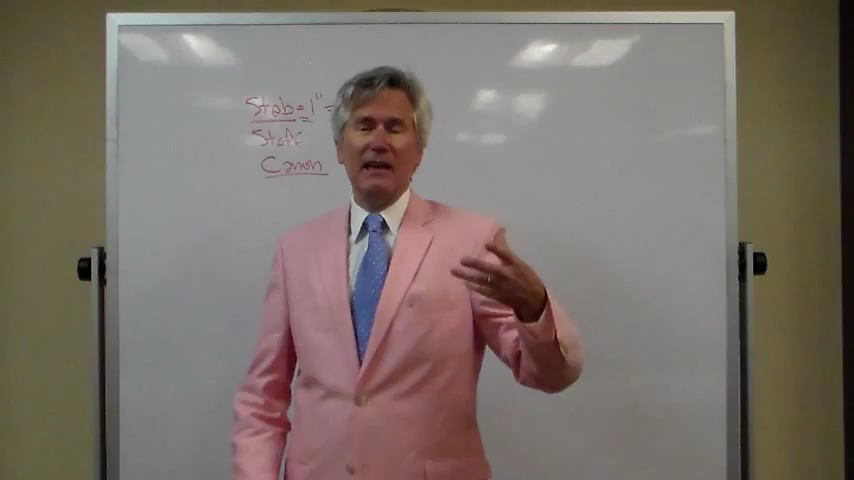 Stab = 1" =
State
Canon